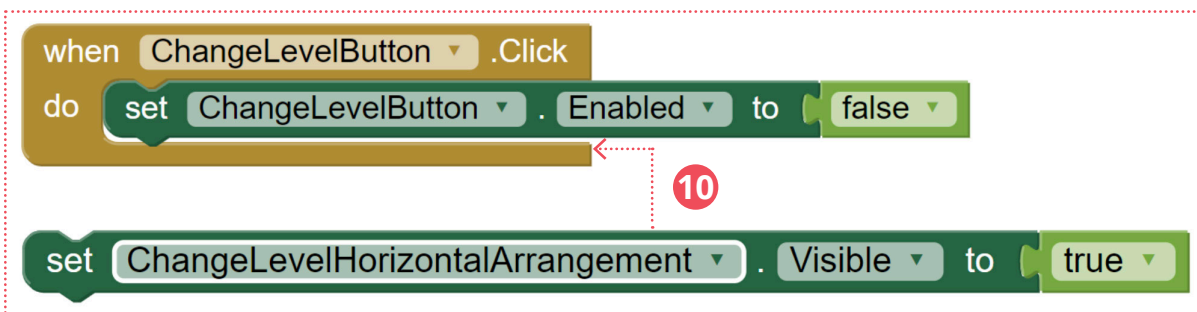 when ChangeLevelButton .Click
do set ChangeLevelButton . Enabled to false
10
set ChangeLevelHorizontalArrangement . Visible to true